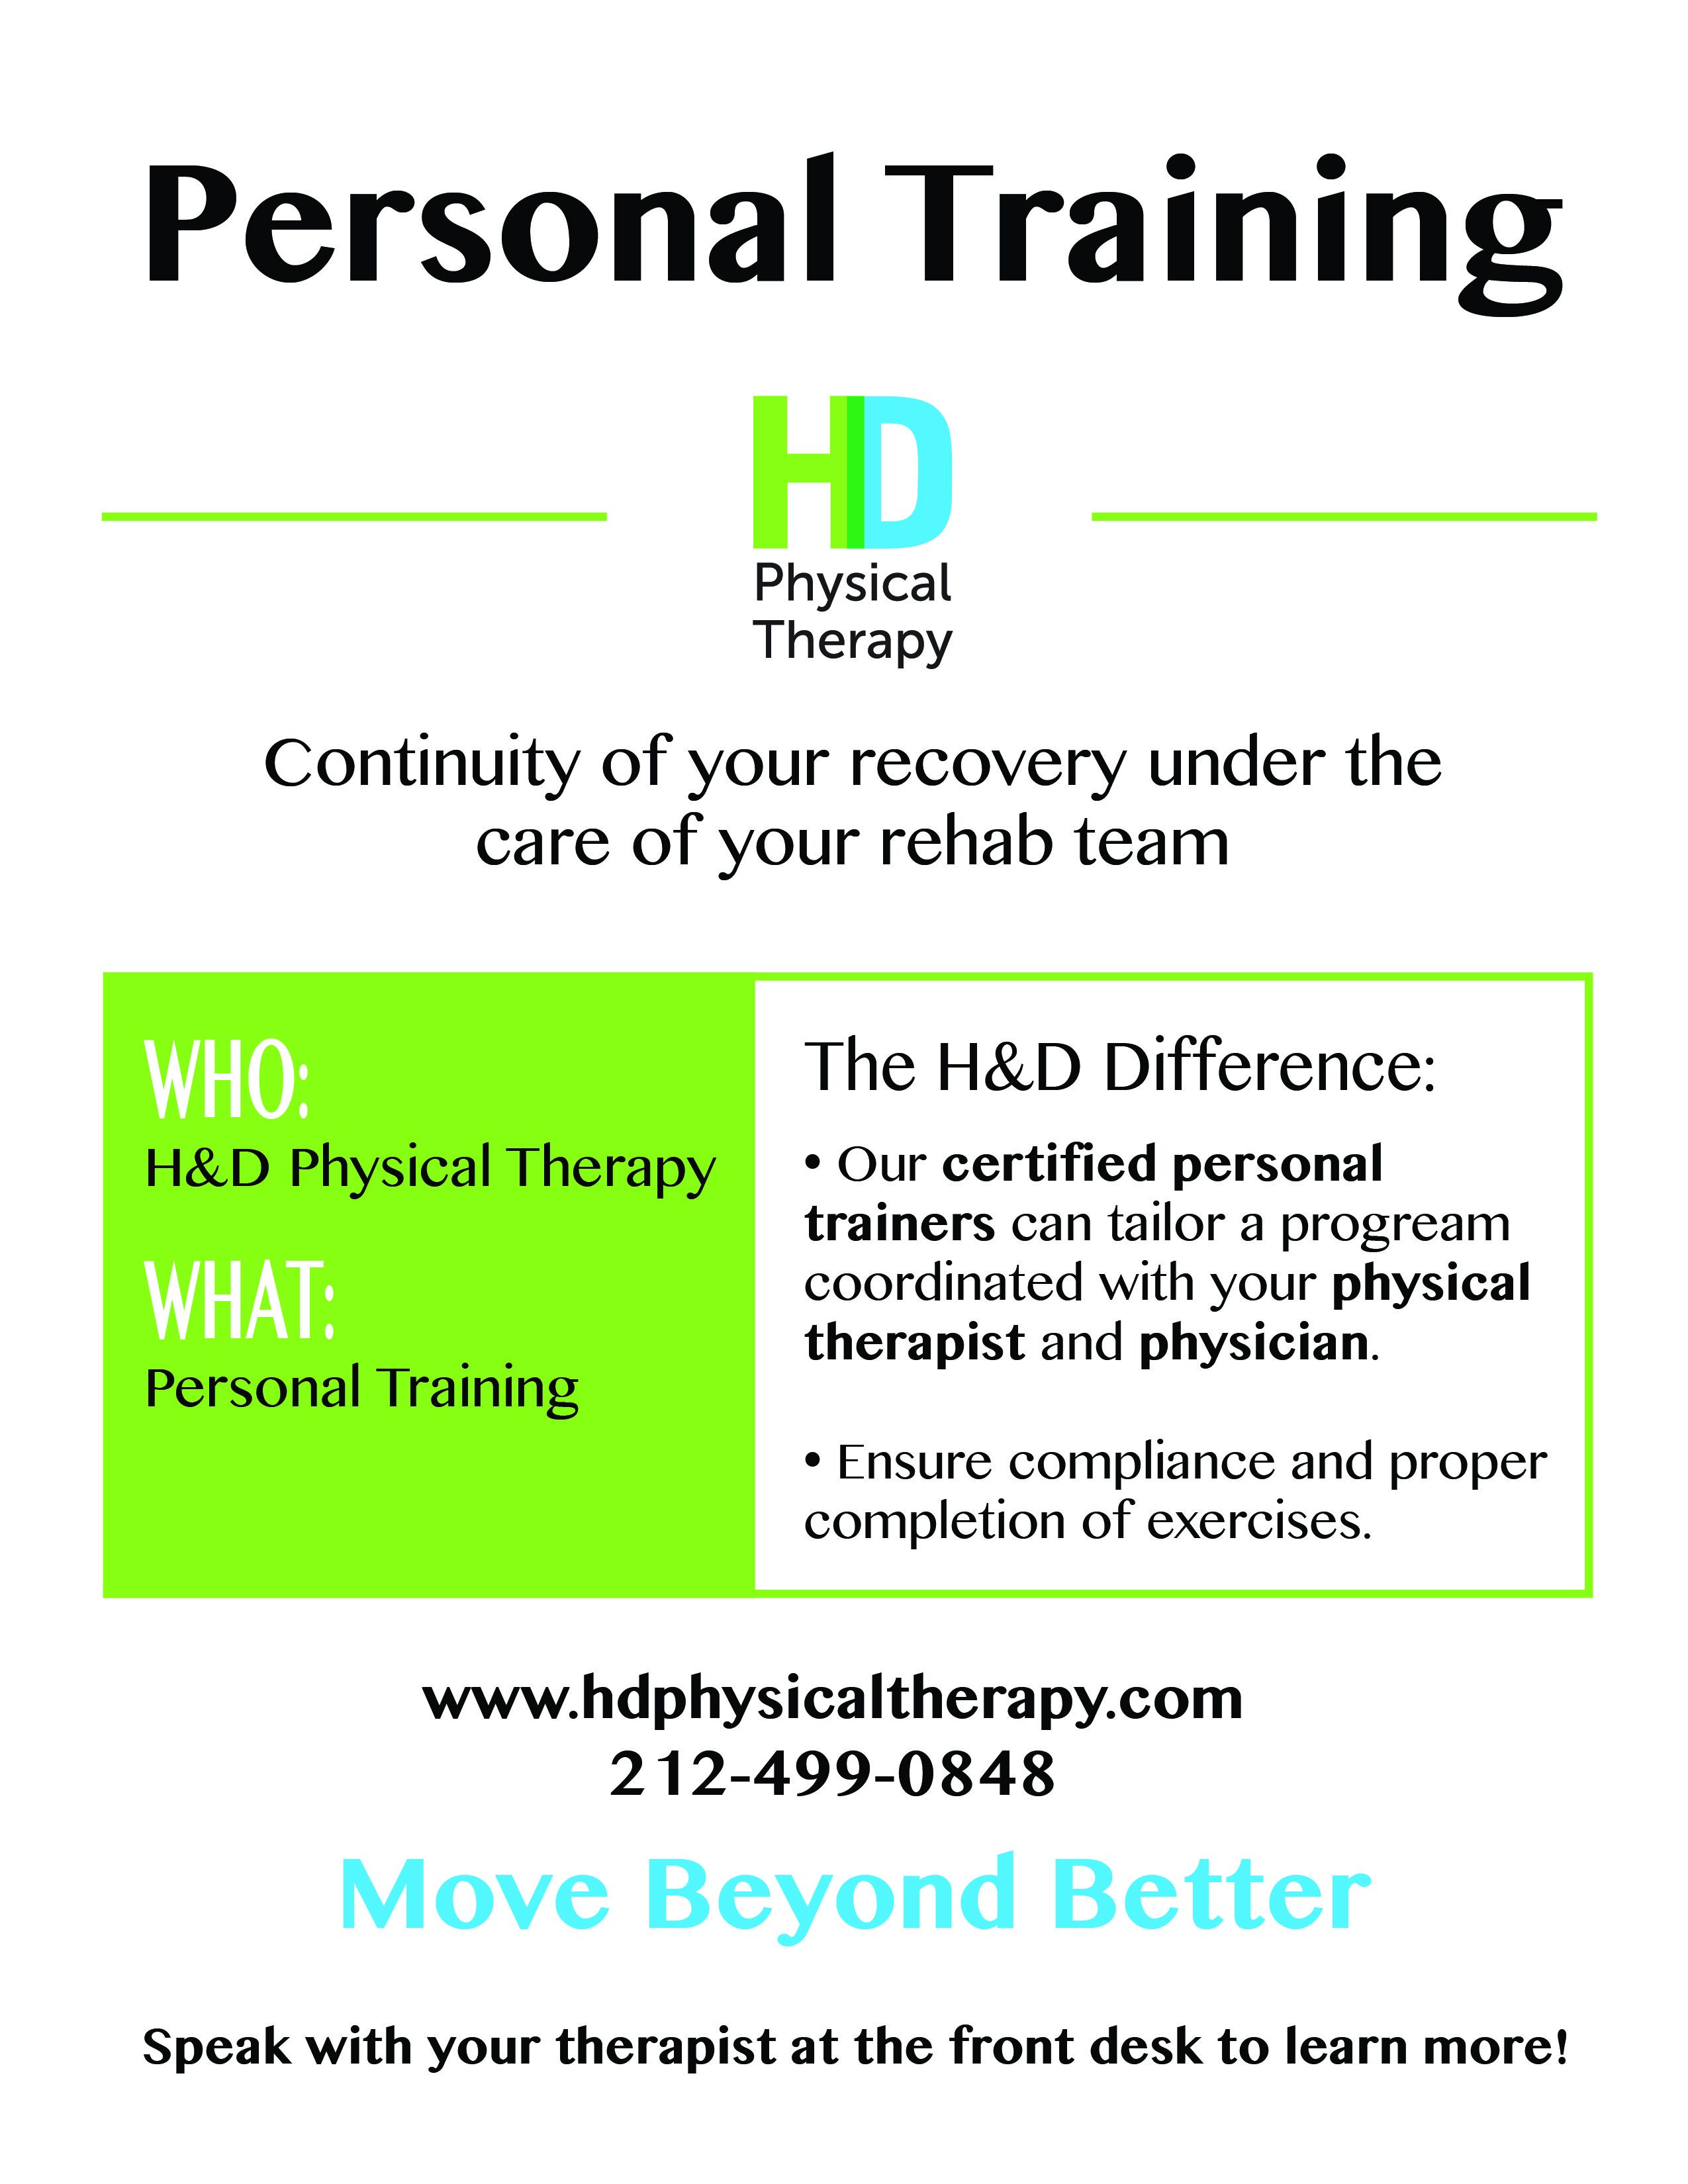 Personal Training
HD
Physical
Therapy
Continuity of your recovery under the
care of your rehab team
WHO:
H&D Physical Therapy
WHAT:
Personal Training
The H&D Difference:
• Our certified personal
trainers can tailor a progream
coordinated with your physical
therapist and physician.
• Ensure compliance and proper
completion of exercises.
www.hdphysicaltherapy.com
212-499-0848
Move Beyond Better
Speak with your therapist at the front desk to learn more!